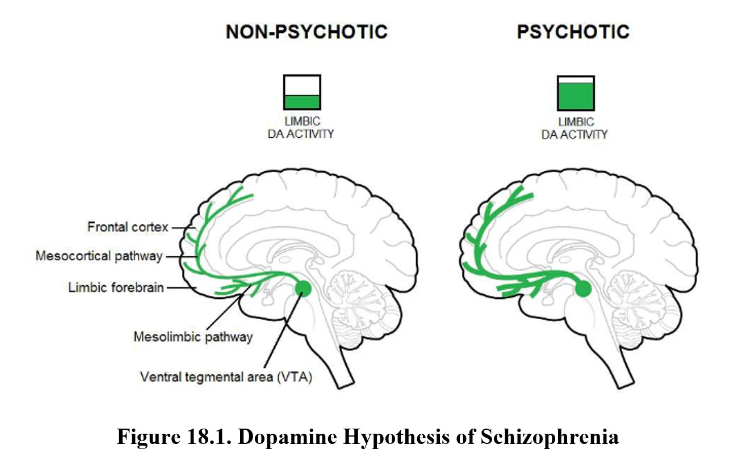 NON-PSYCHOTIC
PSYCHOTIC
LIMBIC
DA ACTIVITY
LIMBIC
DA ACTIVITY
Frontal cortex
Mesocortical pathway
Limbic forebrain
Mesolimbic pathway
Ventral tegmental area (VTA)
Figure 18.1. Dopamine Hypothesis of Schizophrenia